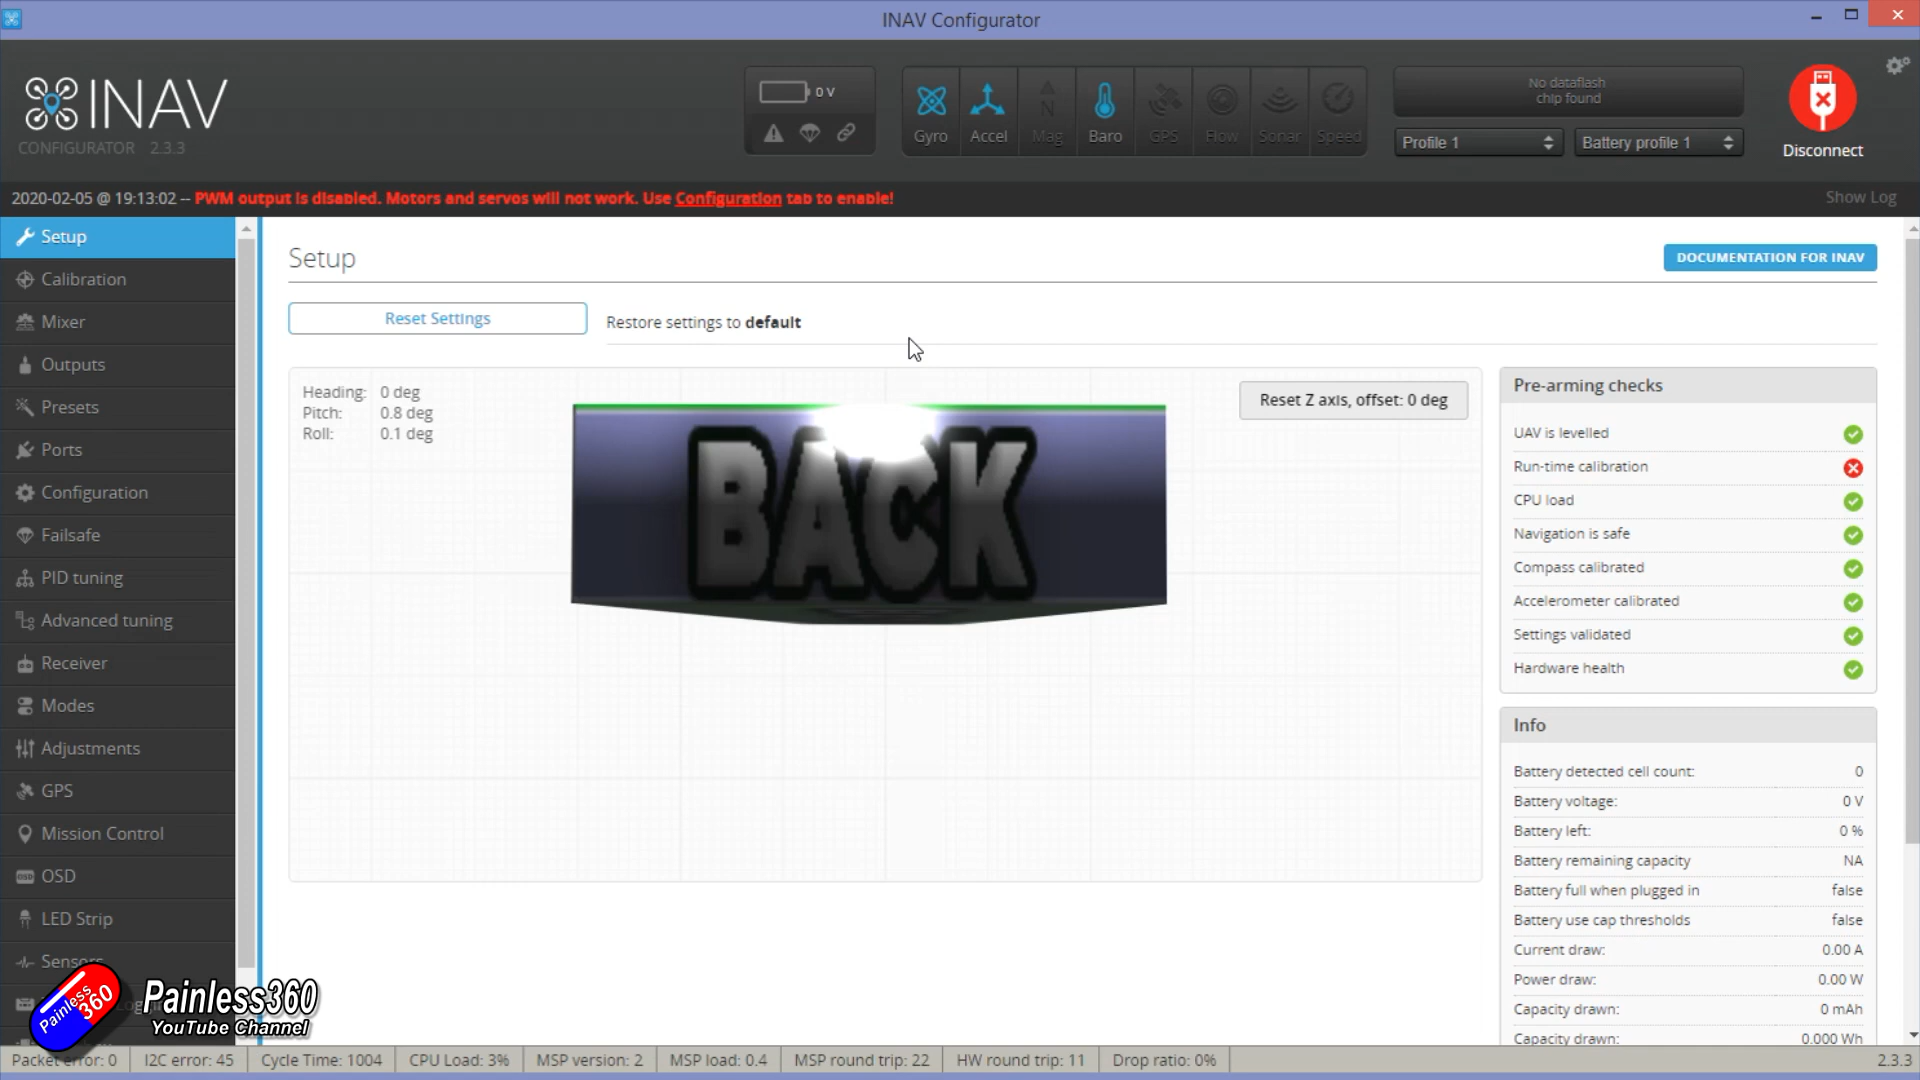 INAV Configurator
INAV
CONFIGURATOR 2.3.3
0 V
Gyro
Accel
Mag
Baro
GPS
Flow
Sonar
Speed
No dataflash
chip found
Profile 1
Battery profile 1
Disconnect
2020-02-05 @ 19:13:02 -- PWM output is disabled. Motors and servos will not work. Use Configuration tab to enable!
Show Log
Setup
Calibration
Mixer
Outputs
Presets
Ports
Configuration
Failsafe
PID tuning
Advanced tuning
Receiver
Modes
Adjustments
GPS
Mission Control
OSD
LED Strip
Sensors
Setup
DOCUMENTATION FOR INAV
Reset Settings
Restore settings to default
Heading: 0 deg
Pitch: 0.8 deg
Roll: 0.1 deg
BACK
Reset Z axis, offset: 0 deg
Pre-arming checks
UAV is levelled
Run-time calibration
CPU load
Navigation is safe
Compass calibrated
Accelerometer calibrated
Settings validated
Hardware health
Info
Battery detected cell count: 0
Battery voltage: 0 V
Battery left: 0 %
Battery remaining capacity NA
Battery full when plugged in false
Battery use cap thresholds false
Current draw: 0.00 A
Power draw: 0.00 W
Capacity drawn: 0 mAh
Capacity drawn: 0.000 Wh
Painless 360
Painless360
YouTube Channel
Packet error: 0
I2C error: 45
Cycle Time: 1004
CPU Load: 3%
MSP version: 2
MSP load: 0.4
MSP round trip: 22
HW round trip: 11
Drop ratio: 0%
2.3.3